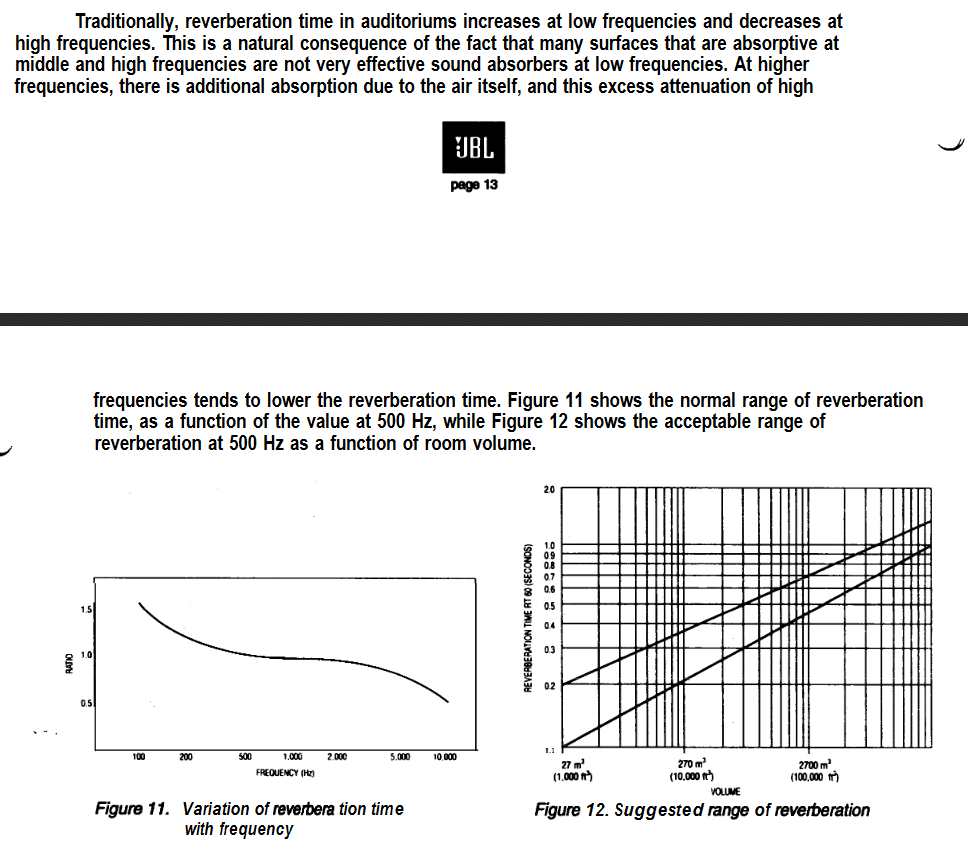 Traditionally, reverberation time in auditoriums increases at low frequencies and decreases at
high frequencies. This is a natural consequence of the fact that many surfaces that are absorptive at
middle and high frequencies are not very effective sound absorbers at low frequencies. At higher
frequencies, there is additional absorption due to the air itself, and this excess attenuation of high
JBL
page 13
frequencies tends to lower the reverberation time. Figure 11 shows the normal range of reverberation
time, as a function of the value at 500 Hz, while Figure 12 shows the acceptable range of
reverberation at 500 Hz as a function of room volume.
RATIO
1.5
1.0
0.5
100 200 500 1,000 2,000 5,000 10,000
FREQUENCY (Hz)
Figure 11. Variation of reverbera tion time
with frequency
REVERBERATION TIME RT 60 (SECONDS)
2.0
1.0
0.9
0.8
0.7
0.6
0.5
0.4
0.3
0.2
27 m³ 270 m³ 2700 m³
(1,000 ft³) (10,000 ft³) (100,000 ft³)
VOLUME
Figure 12. Suggested range of reverberation